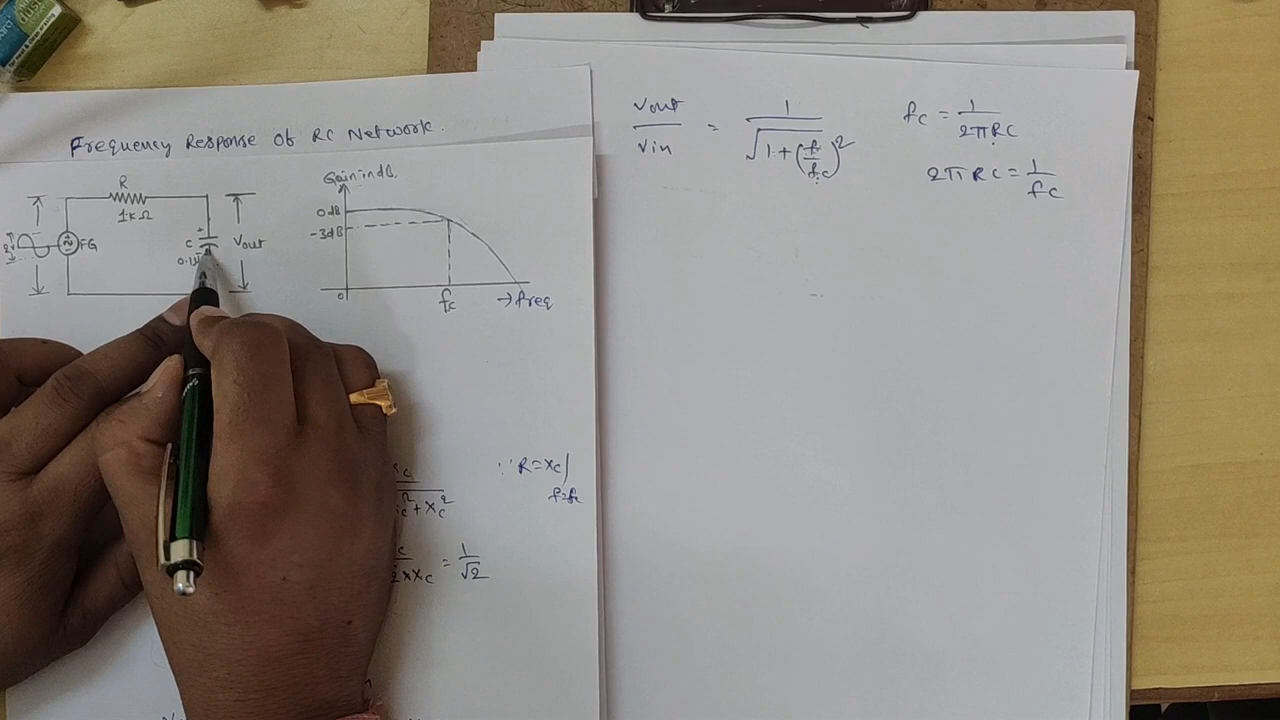 Frequency Response of RC Network.
R
1kΩ
FG
C
+
Vout
Gain in dB.
0dB
-3dB
0
fc
→ freq
∵ R = Xc|
f=fc
+ Xc²
= 1/√2
Vout/Vin = 1/√(1+(f/fc)²)
fc = 1/2πRC
2πRC = 1/fc